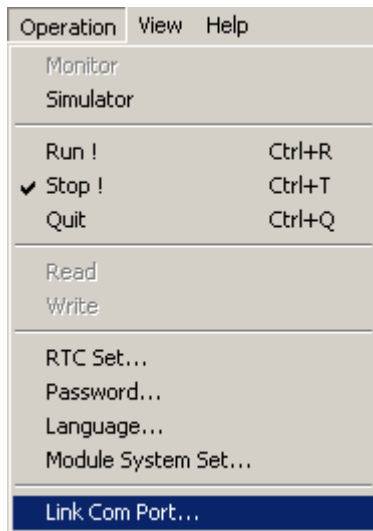 Operation View Help
Monitor
Simulator
Run ! Ctrl+R
Stop ! Ctrl+T
Quit Ctrl+Q
Read
Write
RTC Set...
Password...
Language...
Module System Set...
Link Com Port...